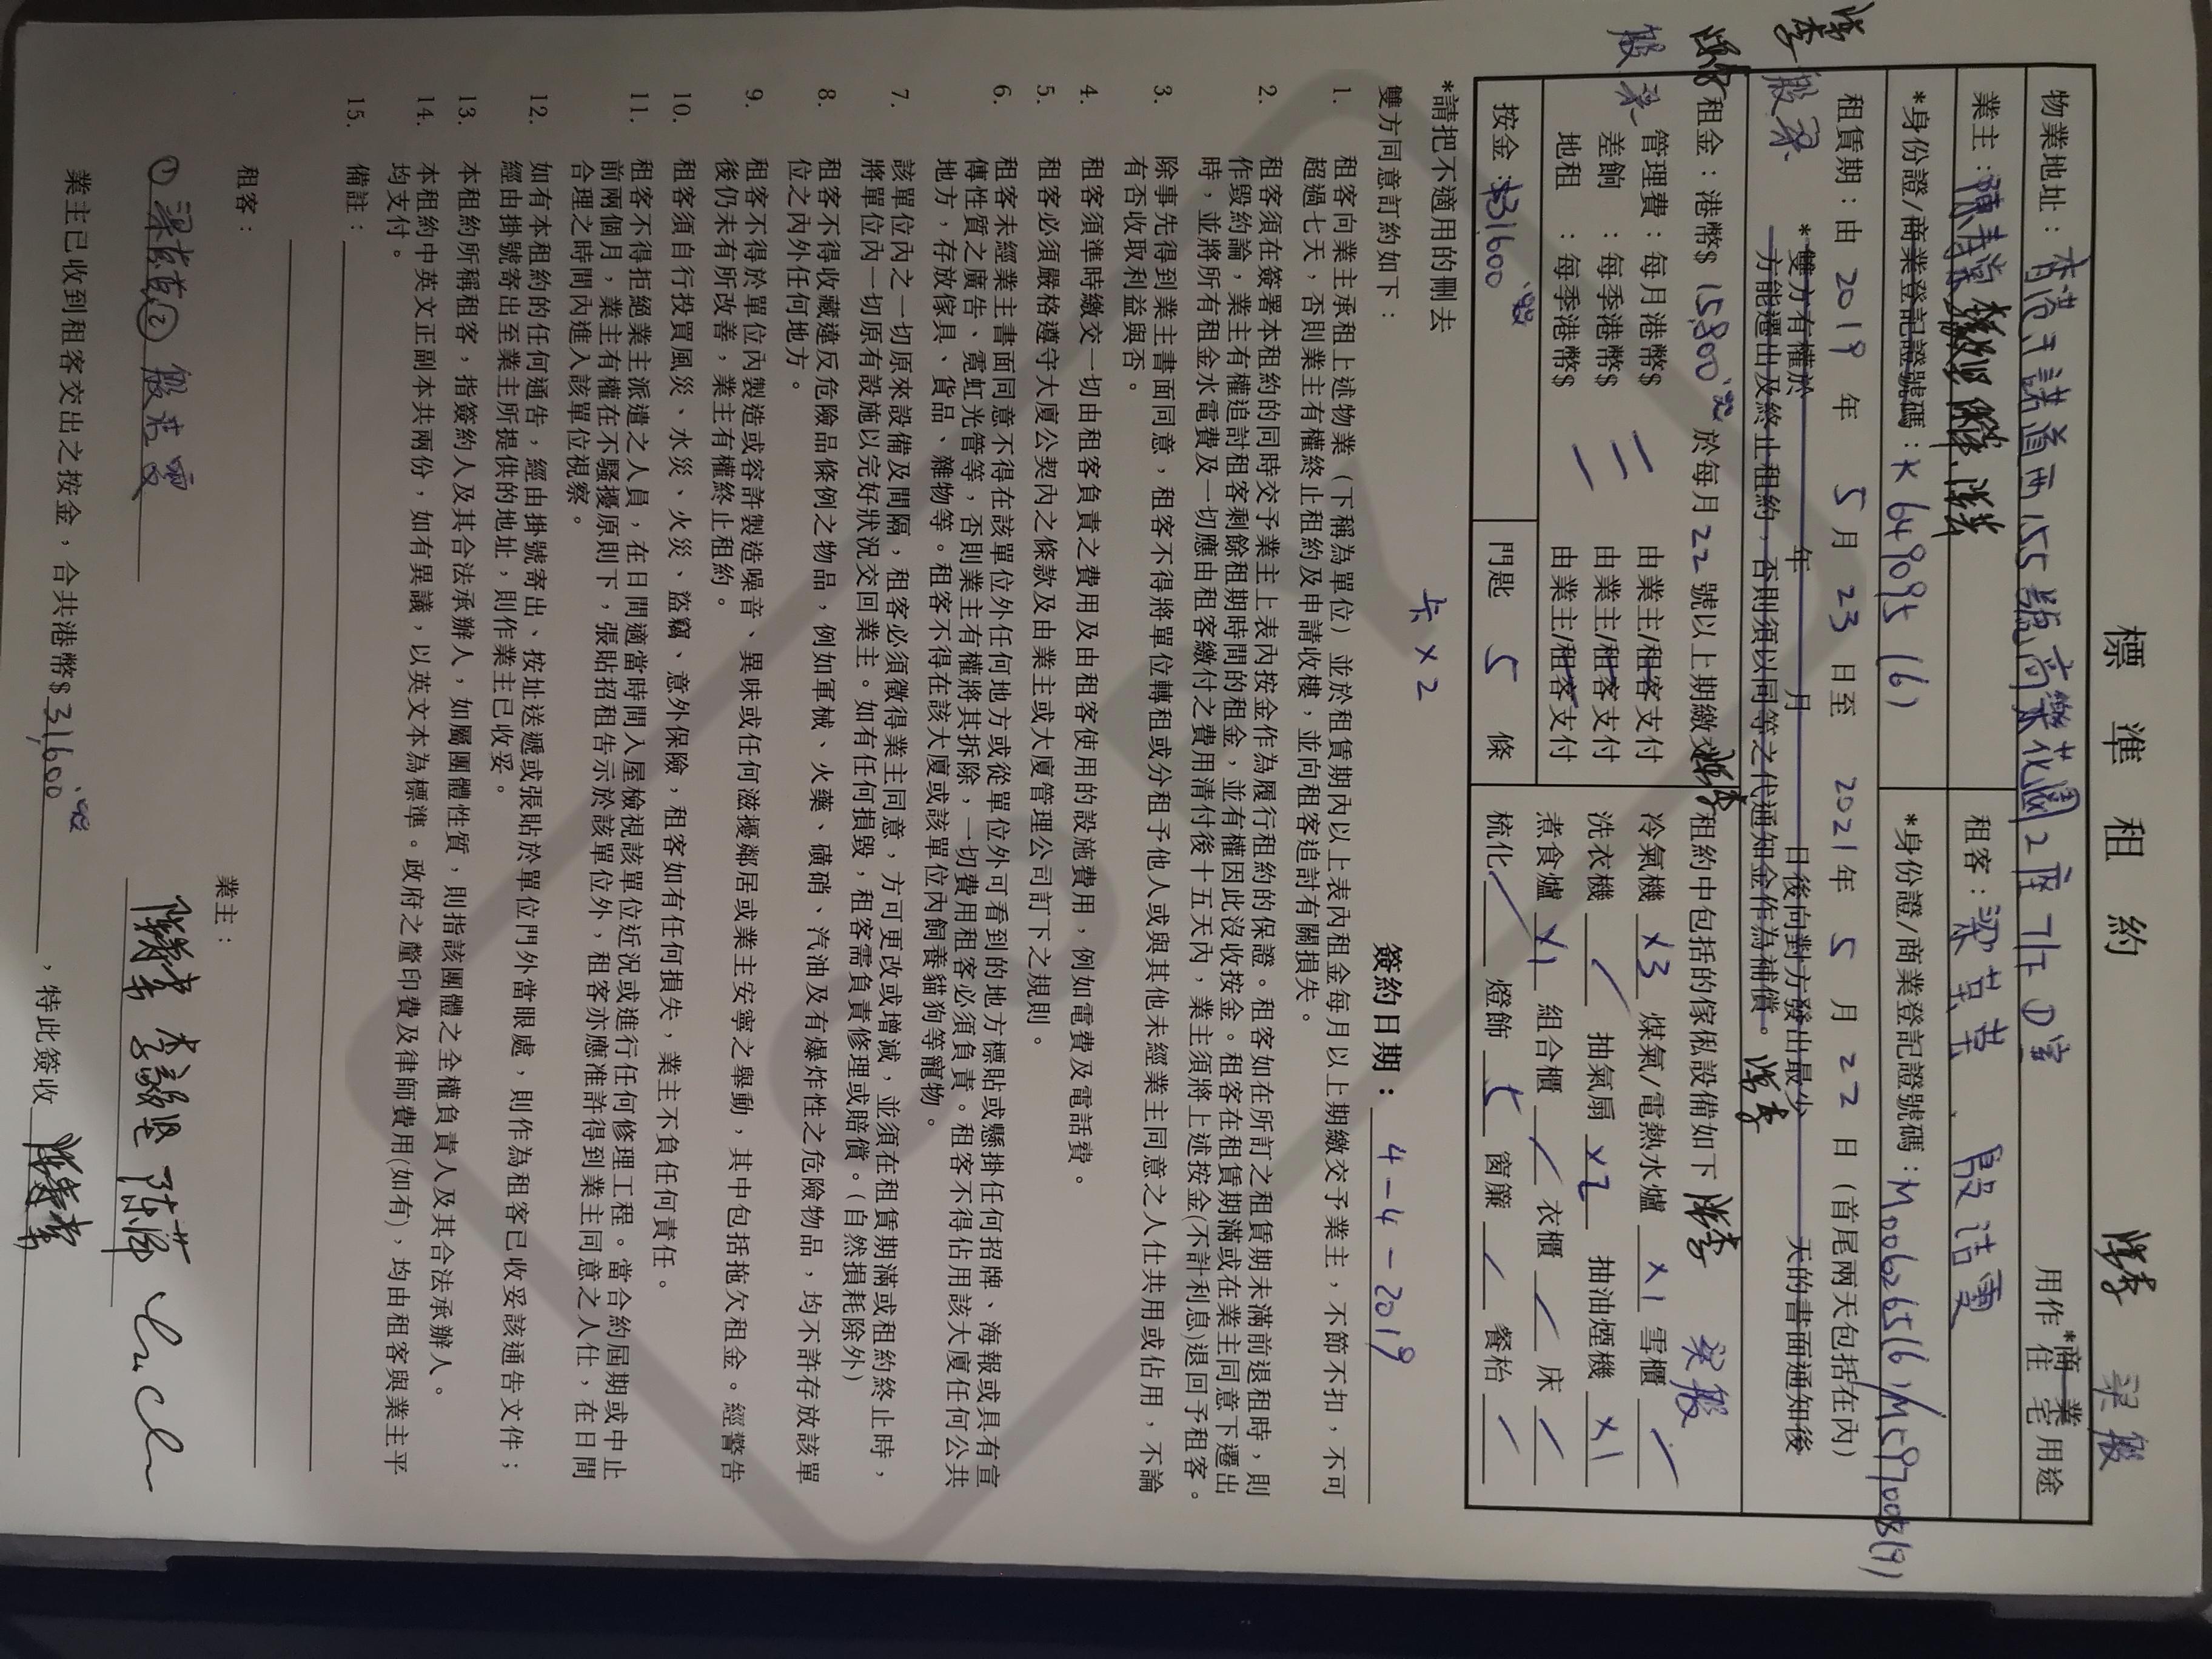 標準租約
物業地址：香港干諾道西155號 花園2座7/F D室 用作*商業住宅用途
業主： 租客：梁 殷洁雯
*身份證/商業登記證號碼： 64909 (6) *身份證/商業登記證號碼：M006265(6)/M597008(9)
租賃期：由 2019 年 5 月 23 日至 2021 年 5 月 22 日 (首尾兩天包括在內)
*雙方有權於 年 月 日後向對方發出最少 天的書面通知後
方能遷出及終止租約，否則須以同等之代通知金作為補償。
租金：港幣$ 15,800 於每月 22 號以上期繳交 租約中包括的傢俬設備如下
管理費：每月港幣$ 由業主/租客支付 冷氣機 x3 煤氣/電熱水爐 x1 雪櫃
差餉：每季港幣$ 由業主/租客支付 洗衣機 抽氣扇 x2 抽油煙機 x1
地租：每季港幣$ 由業主/租客支付 煮食爐 x1 組合櫃 衣櫃 床
按金：$31600 門匙 5 條 梳化 燈飾 窗簾 餐枱
*請把不適用的刪去
卡 x 2
雙方同意訂約如下： 簽約日期： 4-4-2019
1. 租客向業主承租上述物業（下稱為單位）並於租賃期內以上表內租金每月以上期繳交予業主，不節不扣，不可
超過七天，否則業主有權終止租約及申請收樓，並向租客追討有關損失。
2. 租客須在簽署本租約的同時交予業主上表內按金作為履行租約的保證。租客如在所訂之租賃期未滿前退租時，則
作毀約論，業主有權追討租客剩餘租期時間的租金，並有權因此沒收按金。租客在租賃期滿或在業主同意下遷出
時，並將所有租金水電費及一切應由租客繳付之費用清付後十五天內，業主須將上述按金(不計利息)退回予租客。
3. 除事先得到業主書面同意，租客不得將單位轉租或分租予他人或與其他未經業主同意之人仕共用或佔用，不論
有否收取利益與否。
4. 租客須準時繳交一切由租客負責之費用及由租客使用的設施費用，例如電費及電話費。
5. 租客必須嚴格遵守大廈公契內之條款及由業主或大廈管理公司訂下之規則。
6. 租客未經業主書面同意不得在該單位外任何地方或從單位外可看到的地方標貼或懸掛任何招牌、海報或具有宣
傳性質之廣告、霓虹光管等，否則業主有權將其拆除，一切費用租客必須負責。租客不得佔用該大廈任何公共
地方，存放傢具、貨品、雜物等。租客不得在該大廈或該單位內飼養貓狗等寵物。
7. 該單位內之一切原來設備及間隔，租客必須徵得業主同意，方可更改或增減，並須在租賃期滿或租約終止時，
將單位內一切原有設施以完好狀況交回業主。如有任何損毀，租客需負責修理或賠償。(自然損耗除外)
8. 租客不得收藏違反危險品條例之物品，例如軍械、火藥、磺硝、汽油及有爆炸性之危險物品，均不許存放該單
位之內外任何地方。
9. 租客不得於單位內製造或容許製造噪音、異味或任何滋擾鄰居或業主安寧之舉動，其中包括拖欠租金。經警告
後仍未有所改善，業主有權終止租約。
10. 租客須自行投買風災、水災、火災、盜竊、意外保險，租客如有任何損失，業主不負任何責任。
11. 租客不得拒絕業主派遣之人員，在日間適當時間入屋檢視該單位近況或進行任何修理工程。當合約屆期或中止
前兩個月，業主有權在不騷擾原則下，張貼招租告示於該單位外，租客亦應准許得到業主同意之人仕，在日間
合理之時間內進入該單位視察。
12. 如有本租約的任何通告，經由掛號寄出、按址送遞或張貼於單位門外當眼處，則作為租客已收妥該通告文件；
經由掛號寄出至業主所提供的地址，則作業主已收妥。
13. 本租約所稱租客，指簽約人及其合法承辦人，如屬團體性質，則指該團體之全權負責人及其合法承辦人。
14. 本租約中英文正副本共兩份，如有異議，以英文本為標準。政府之釐印費及律師費用(如有)，均由租客與業主平
均支付。
15. 備註：
租客： 業主：
① ②殷洁雯
業主已收到租客交出之按金，合共港幣$ 31,600 ，特此簽收